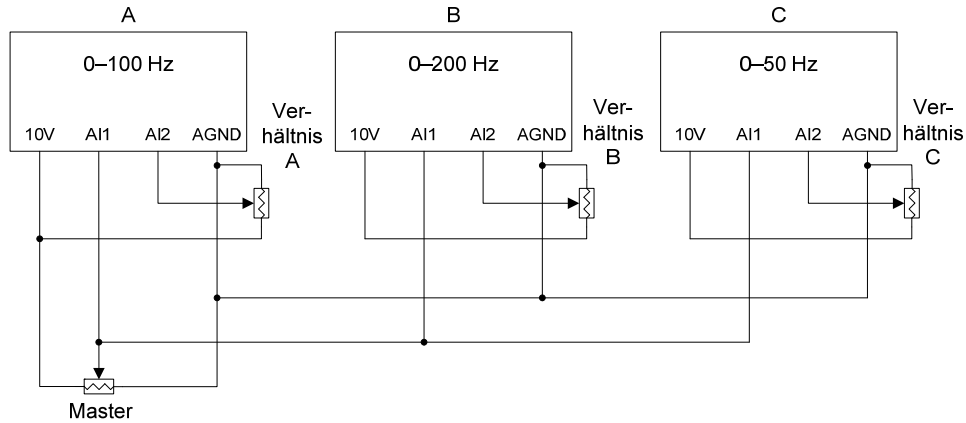 A
B
C
0–100 Hz
0–200 Hz
0–50 Hz
10V AI1 AI2 AGND
Ver-
hältnis
A
10V AI1 AI2 AGND
Ver-
hältnis
B
10V AI1 AI2 AGND
Ver-
hältnis
C
Master